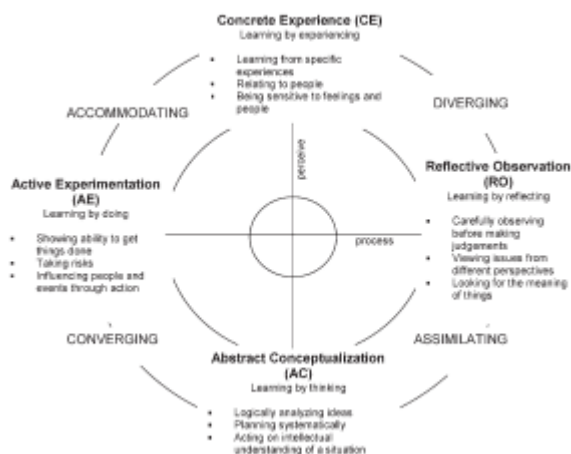 Concrete Experience (CE)
Learning by experiencing
• Learning from specific
experiences
• Relating to people
• Being sensitive to feelings and
people
ACCOMMODATING
DIVERGING
perceive
Active Experimentation
(AE)
Learning by doing
• Showing ability to get
things done
• Taking risks
• Influencing people and
events through action
process
Reflective Observation
(RO)
Learning by reflecting
• Carefully observing
before making
judgements
• Viewing issues from
different perspectives
• Looking for the meaning
of things
CONVERGING
ASSIMILATING
Abstract Conceptualization
(AC)
Learning by thinking
• Logically analyzing ideas
• Planning systematically
• Acting on intellectual
understanding of a situation